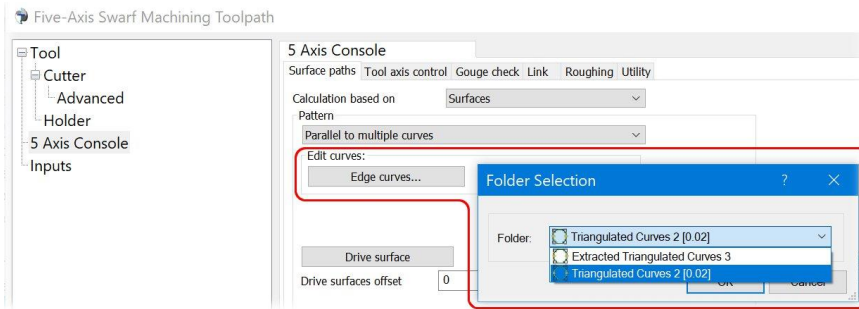 Five-Axis Swarf Machining Toolpath
Tool
Cutter
Advanced
Holder
5 Axis Console
Inputs
5 Axis Console
Surface paths Tool axis control Gouge check Link Roughing Utility
Calculation based on Surfaces
Pattern
Parallel to multiple curves
Edit curves:
Edge curves...
Drive surface
Drive surfaces offset 0
Folder Selection ?
Folder: Triangulated Curves 2 [0.02]
Extracted Triangulated Curves 3
Triangulated Curves 2 [0.02]
OK Cancel